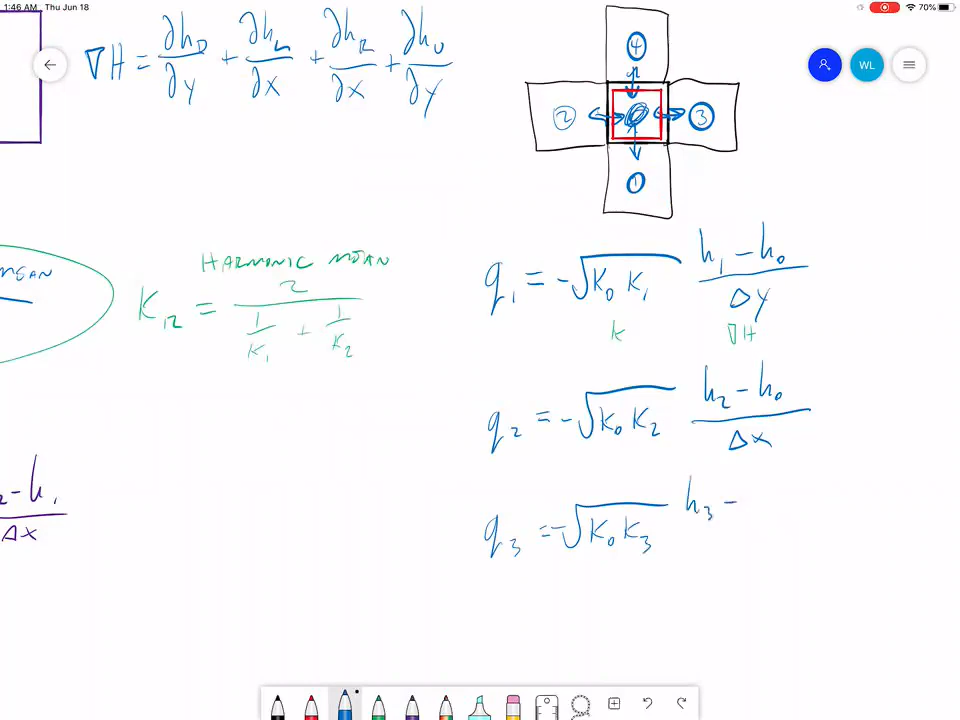 1:46 AM Thu Jun 18
70%
WL
∇H = ∂h_D/∂y + ∂h_L/∂x + ∂h_R/∂x + ∂h_U/∂y
4
2 3
1
MEAN
HARMONIC MEAN
K_12 = 2 / (1/K_1 + 1/K_2)
q_1 = -√(K_0 K_1) (h_1 - h_0)/Δy
K ∇H
q_2 = -√(K_0 K_2) (h_2 - h_0)/Δx
2 - h_1
Δx
q_3 = -√(K_0 K_3) h_3 -